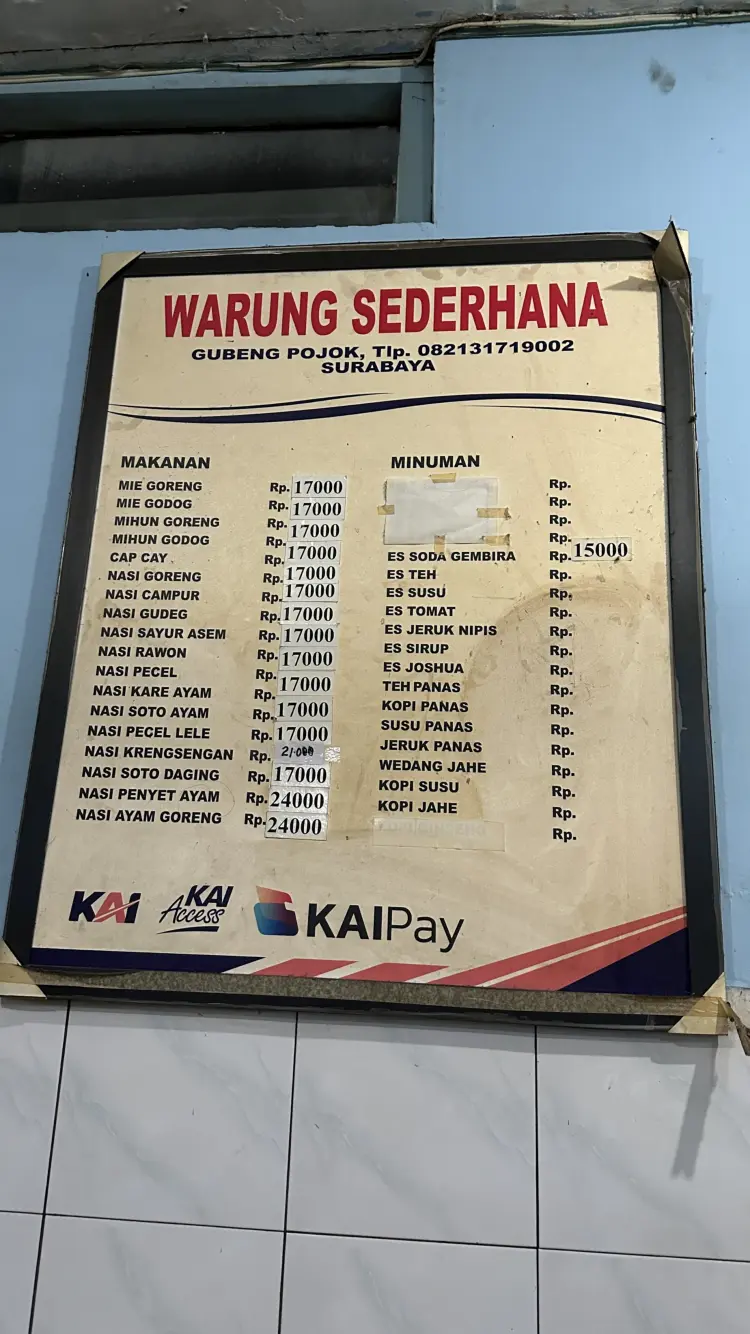 WARUNG SEDERHANA
GUBENG POJOK, Tlp. 082131719002
SURABAYA
MAKANAN
MIE GORENG Rp. 17000
MIE GODOG Rp. 17000
MIHUN GORENG Rp. 17000
MIHUN GODOG Rp.
CAP CAY Rp. 17000
NASI GORENG Rp. 17000
NASI CAMPUR Rp. 17000
NASI GUDEG Rp. 17000
NASI SAYUR ASEM Rp. 17000
NASI RAWON Rp. 17000
NASI PECEL Rp.
NASI KARE AYAM Rp. 17000
NASI SOTO AYAM Rp. 17000
NASI PECEL LELE Rp. 17000
NASI KRENGSENGAN Rp. 21.000
NASI SOTO DAGING Rp. 17000
NASI PENYET AYAM Rp. 24000
NASI AYAM GORENG Rp. 24000
MINUMAN
Rp.
Rp.
Rp.
Rp.
ES SODA GEMBIRA Rp. 15000
ES TEH Rp.
ES SUSU Rp.
ES TOMAT Rp.
ES JERUK NIPIS Rp.
ES SIRUP Rp.
ES JOSHUA Rp.
TEH PANAS Rp.
KOPI PANAS Rp.
SUSU PANAS Rp.
JERUK PANAS Rp.
WEDANG JAHE Rp.
KOPI SUSU Rp.
KOPI JAHE Rp.
Rp.
KAI KAI Access KAIPay